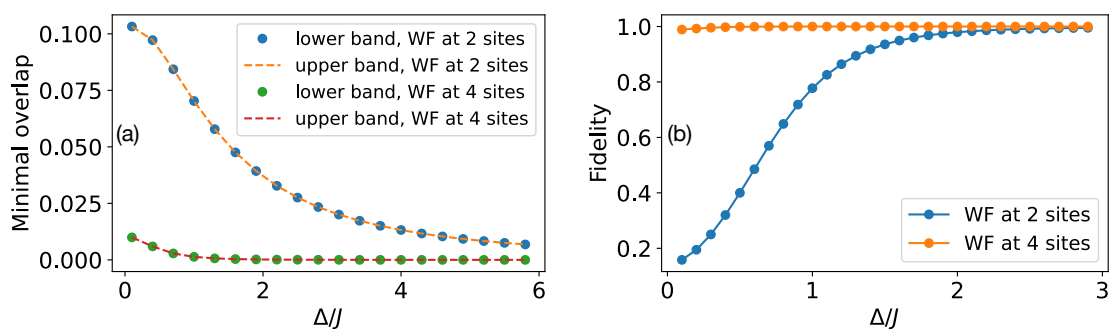 0.100
0.075
0.050
0.025
0.000
Minimal overlap
(a)
lower band, WF at 2 sites
upper band, WF at 2 sites
lower band, WF at 4 sites
upper band, WF at 4 sites
0 2 4 6
Δ/J
1.0
0.8
0.6
0.4
0.2
Fidelity
(b)
WF at 2 sites
WF at 4 sites
0 1 2 3
Δ/J